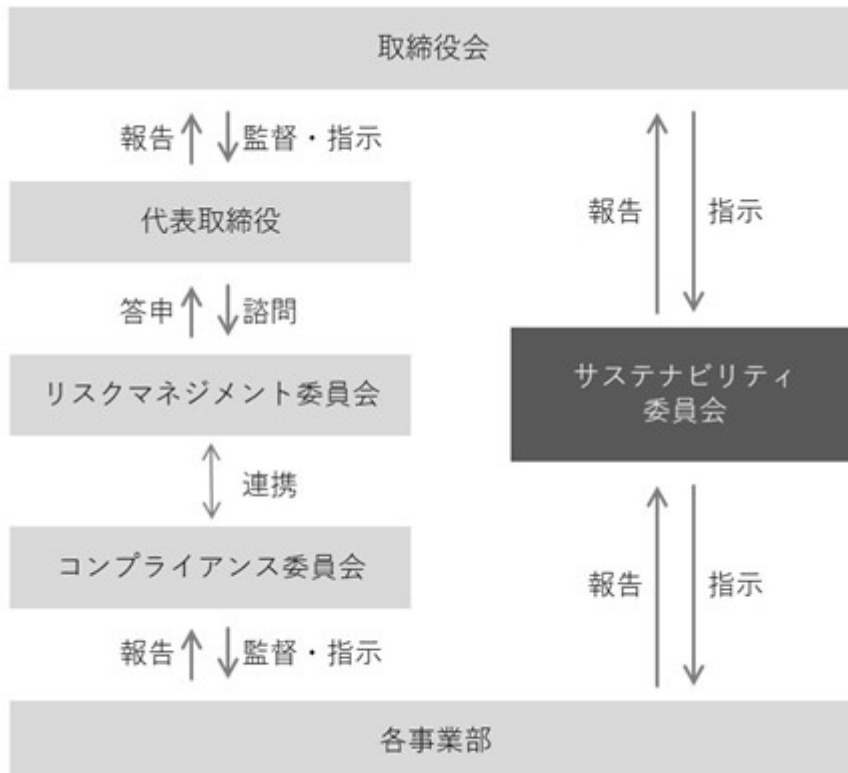 取締役会
報告
監督・指示
代表取締役
答申
諮問
リスクマネジメント委員会
連携
コンプライアンス委員会
報告
監督・指示
報告
指示
サステナビリティ
委員会
報告
指示
各事業部